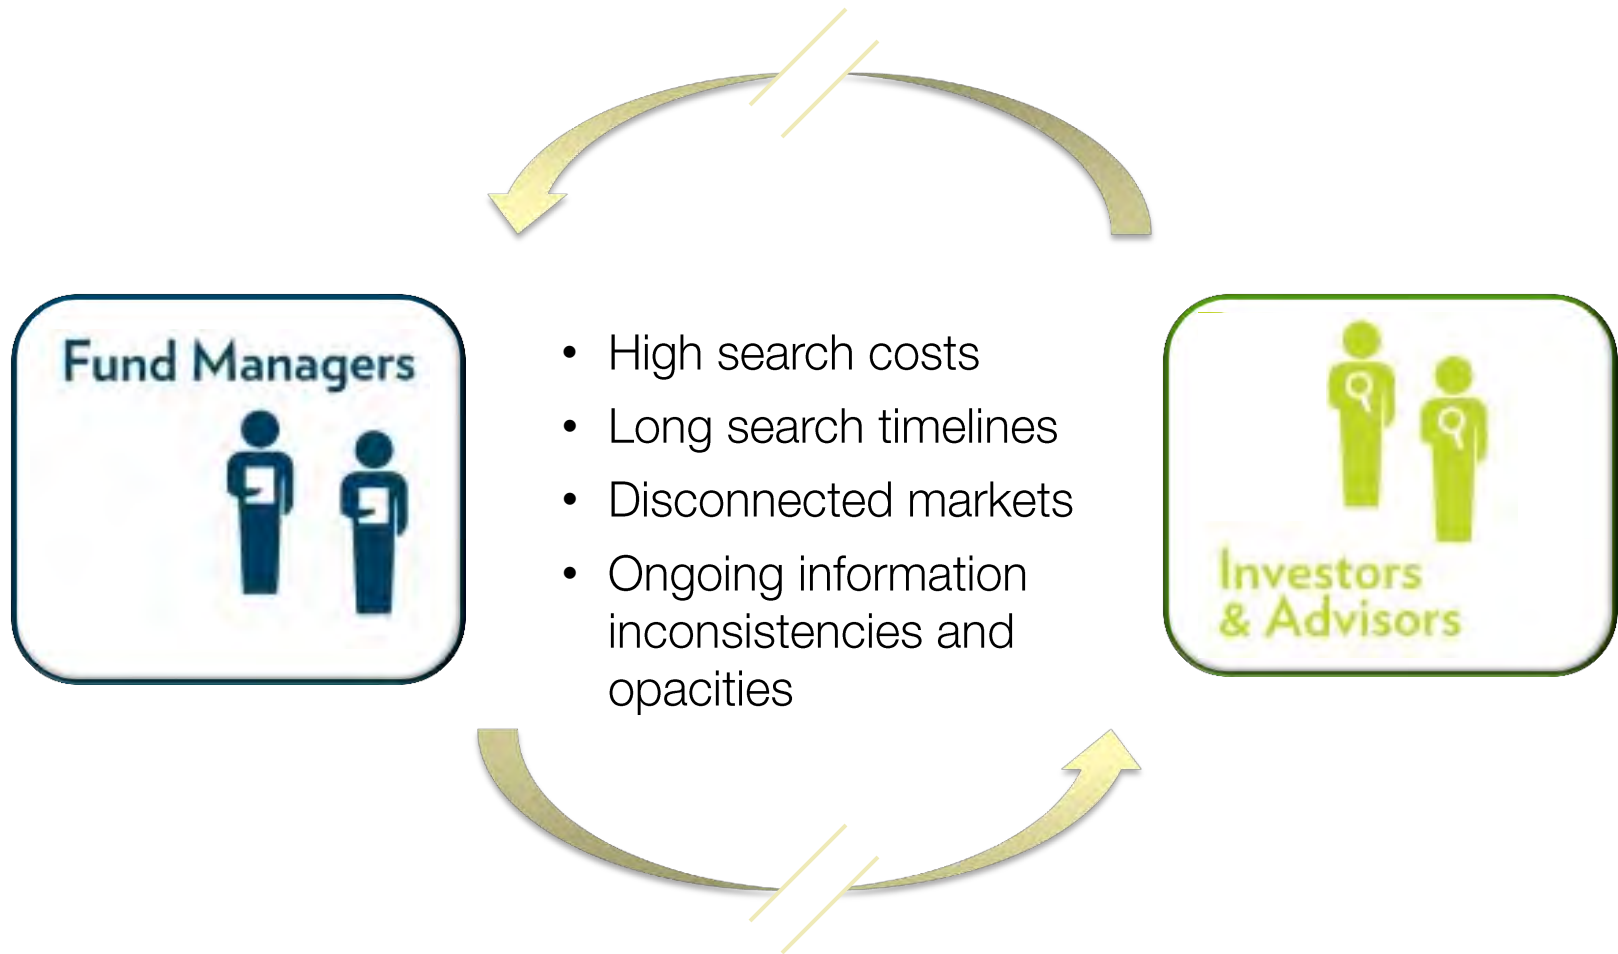 Fund Managers
• High search costs
• Long search timelines
• Disconnected markets
• Ongoing information
inconsistencies and
opacities
Investors
& Advisors